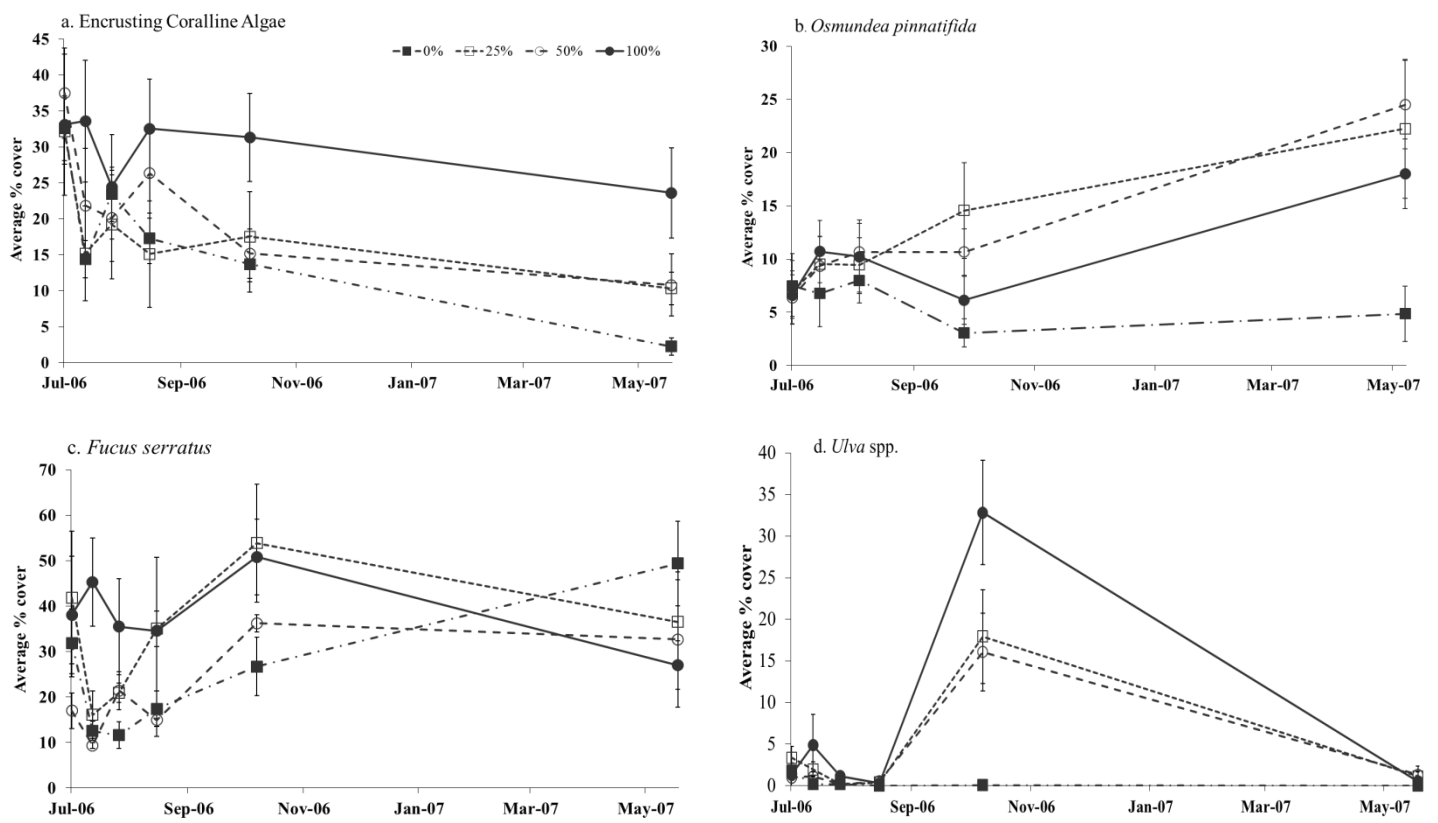 a. Encrusting Coralline Algae
0% 25% 50% 100%
Average % cover
45
40
35
30
25
20
15
10
5
0
Jul-06 Sep-06 Nov-06 Jan-07 Mar-07 May-07
b. Osmundea pinnatifida
Average % cover
30
25
20
15
10
5
0
Jul-06 Sep-06 Nov-06 Jan-07 Mar-07 May-07
c. Fucus serratus
Average % cover
70
60
50
40
30
20
10
0
Jul-06 Sep-06 Nov-06 Jan-07 Mar-07 May-07
d. Ulva spp.
Average % cover
40
35
30
25
20
15
10
5
0
Jul-06 Sep-06 Nov-06 Jan-07 Mar-07 May-07